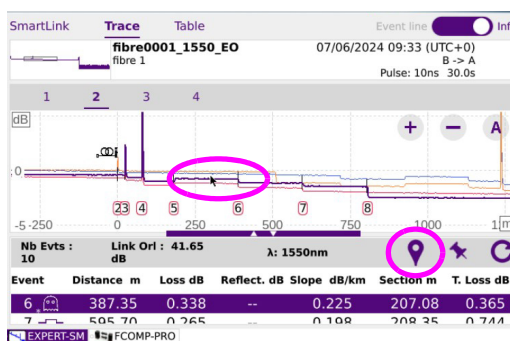 SmartLink Trace Table Event line Inf
fibre0001_1550_EO 07/06/2024 09:33 (UTC+0)
fibre 1 B -> A
Pulse: 10ns 30.0s
1 2 3 4
dB + - A
0
2 3 4 5 6 7 8
-5 -250 250 500 750 1000
Nb Evts : Link Orl : 41.65 λ: 1550nm
10 dB
Event Distance m Loss dB Reflect. dB Slope dB/km Section m T. Loss dB
6 387.35 0.338 -- 0.225 207.08 0.365
7 595.70 0.265 -- 0.198 208.35 0.744
EXPERT-SM FCOMP-PRO